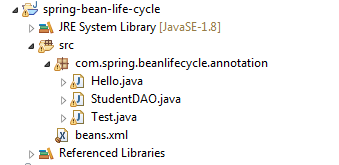 spring-bean-life-cycle
JRE System Library [JavaSE-1.8]
src
com.spring.beanlifecycle.annotation
Hello.java
StudentDAO.java
Test.java
beans.xml
Referenced Libraries